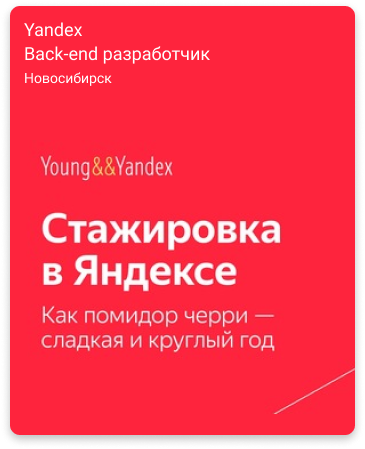 Yandex
Back-end разработчик
Новосибирск
Young&&Yandex
Стажировка
в Яндексе
Как помидор черри —
сладкая и круглый год